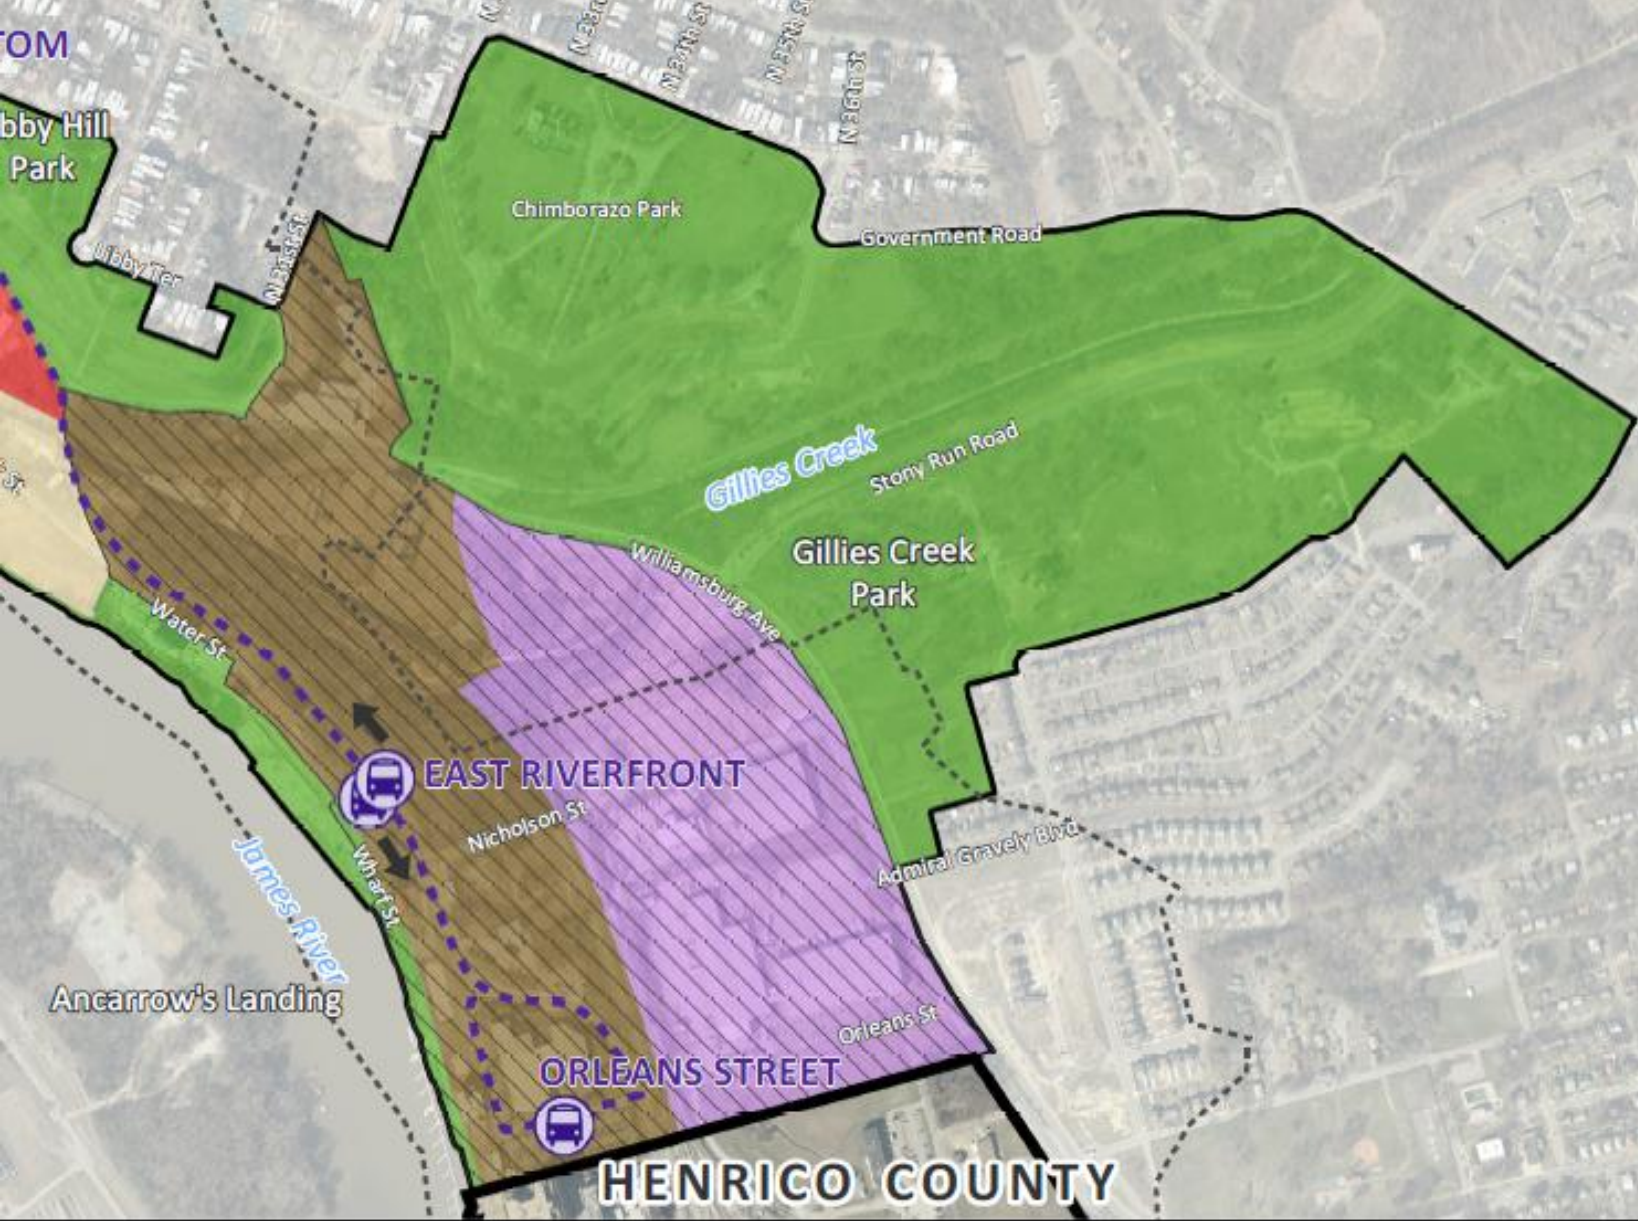 TOM
N 33rd
N 34th St
N 35th St
N 36th St
bby Hill
Park
Chimborazo Park
Government Road
Libby Ter
N 31st St
Gillies Creek
Stony Run Road
St
Gillies Creek
Park
Williamsburg Ave
Water St
EAST RIVERFRONT
Nicholson St
Admiral Gravely Blvd
Wharf St
James River
Ancarrow's Landing
Orleans St
ORLEANS STREET
HENRICO COUNTY